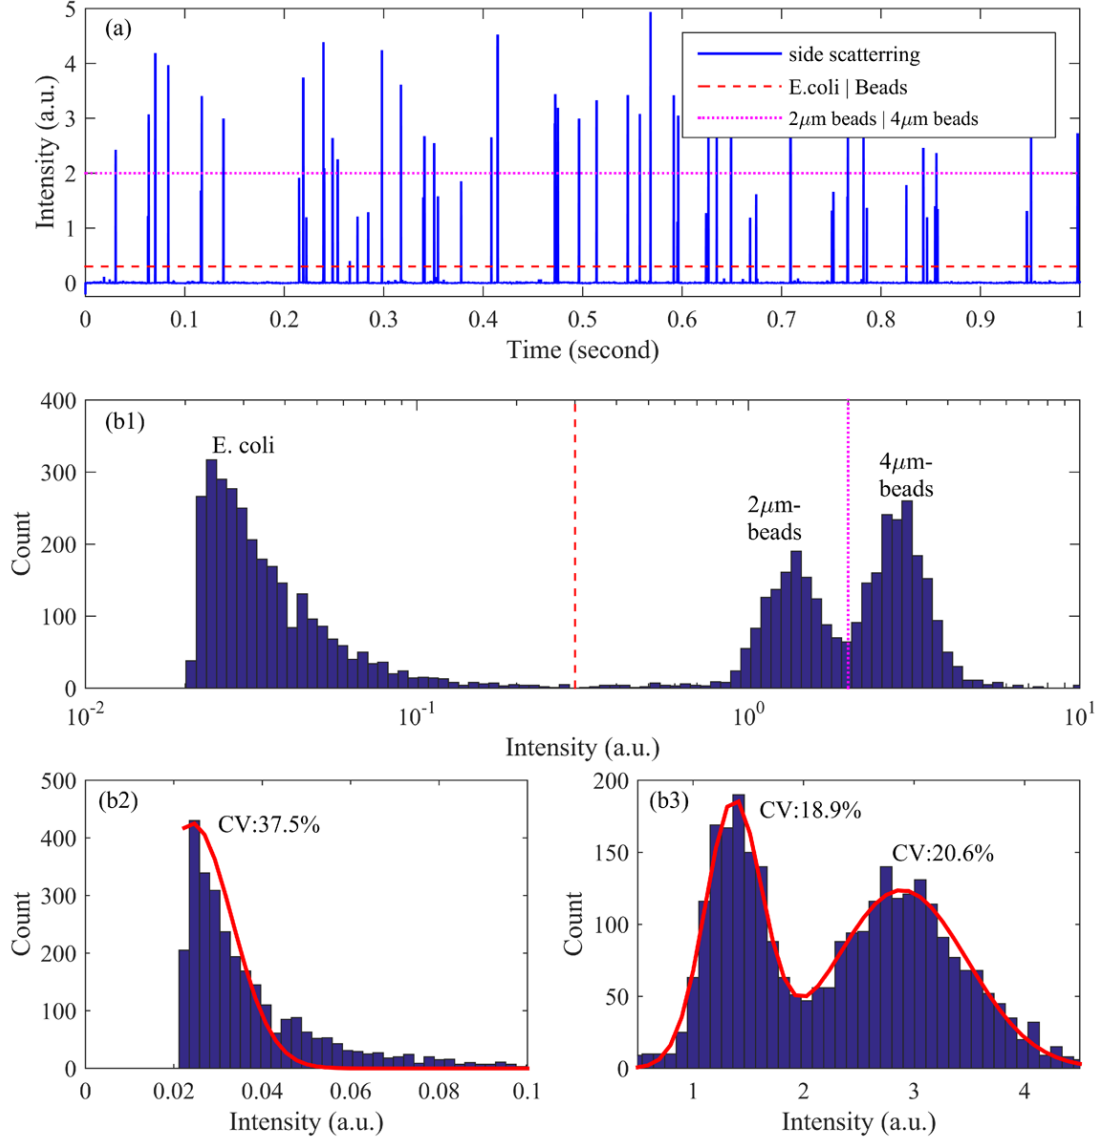 (a)
5
4
3
2
1
0
Intensity (a.u.)
side scatterring
E.coli | Beads
2μm beads | 4μm beads
0 0.1 0.2 0.3 0.4 0.5 0.6 0.7 0.8 0.9 1
Time (second)
(b1)
400
300
200
100
0
Count
E. coli
2μm-
beads
4μm-
beads
10^-2 10^-1 10^0 10^1
Intensity (a.u.)
(b2)
500
400
300
200
100
0
Count
CV:37.5%
0 0.02 0.04 0.06 0.08 0.1
Intensity (a.u.)
(b3)
200
150
100
50
0
Count
CV:18.9%
CV:20.6%
1 2 3 4
Intensity (a.u.)